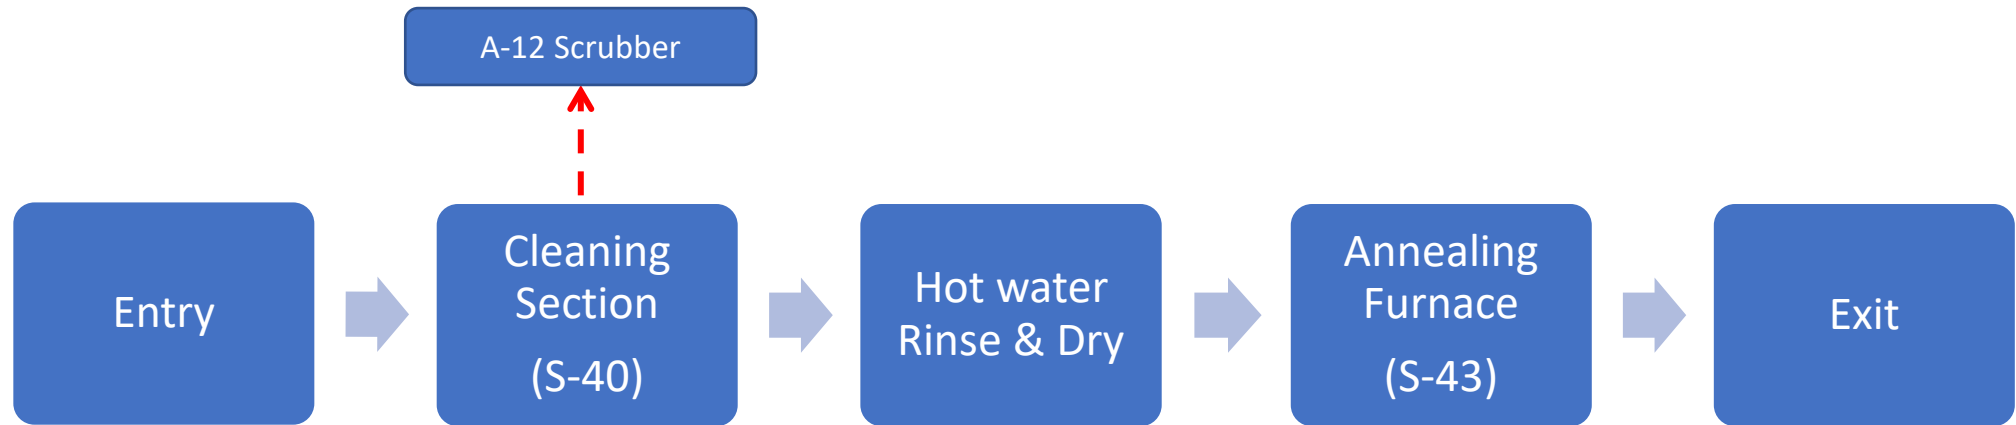 A-12 Scrubber
Entry
Cleaning
Section
(S-40)
Hot water
Rinse & Dry
Annealing
Furnace
(S-43)
Exit